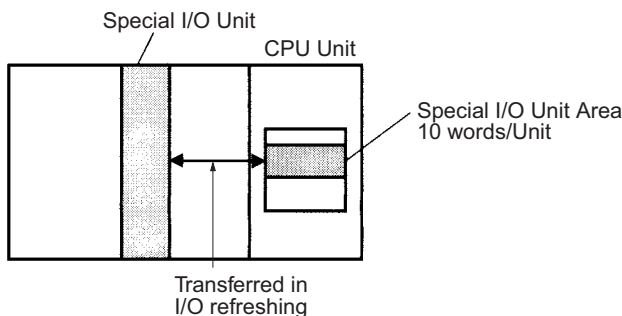 Special I/O Unit
CPU Unit
Special I/O Unit Area
10 words/Unit
Transferred in
I/O refreshing